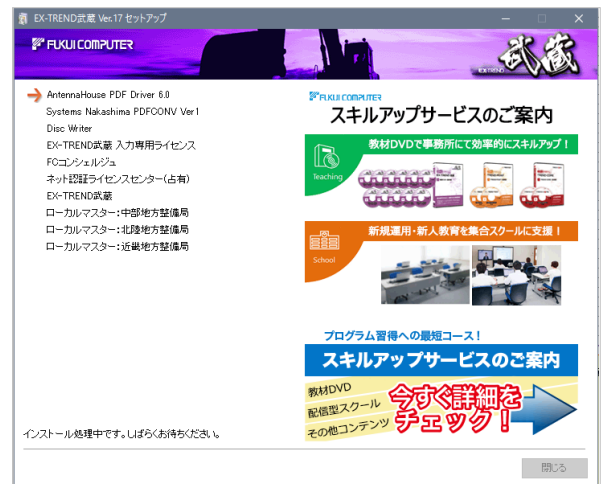 EX-TREND武蔵 Ver.17 セットアップ
FUKUI COMPUTER
EX-TREND 武蔵
AntennaHouse PDF Driver 6.0
Systems Nakashima PDFCONV Ver1
Disc Writer
EX-TREND武蔵 入力専用ライセンス
FCコンシェルジュ
ネット認証ライセンスセンター(占有)
EX-TREND武蔵
ローカルマスター:中部地方整備局
ローカルマスター:北陸地方整備局
ローカルマスター:近畿地方整備局
インストール処理中です。しばらくお待ちください。
FUKUI COMPUTER
スキルアップサービスのご案内
教材DVDで事務所にて効率的にスキルアップ!
Teaching
新規運用・新人教育を集合スクールに支援!
School
プログラム習得への最短コース!
スキルアップサービスのご案内
教材DVD
配信型スクール
その他コンテンツ
今すぐ詳細を
チェック!
閉じる